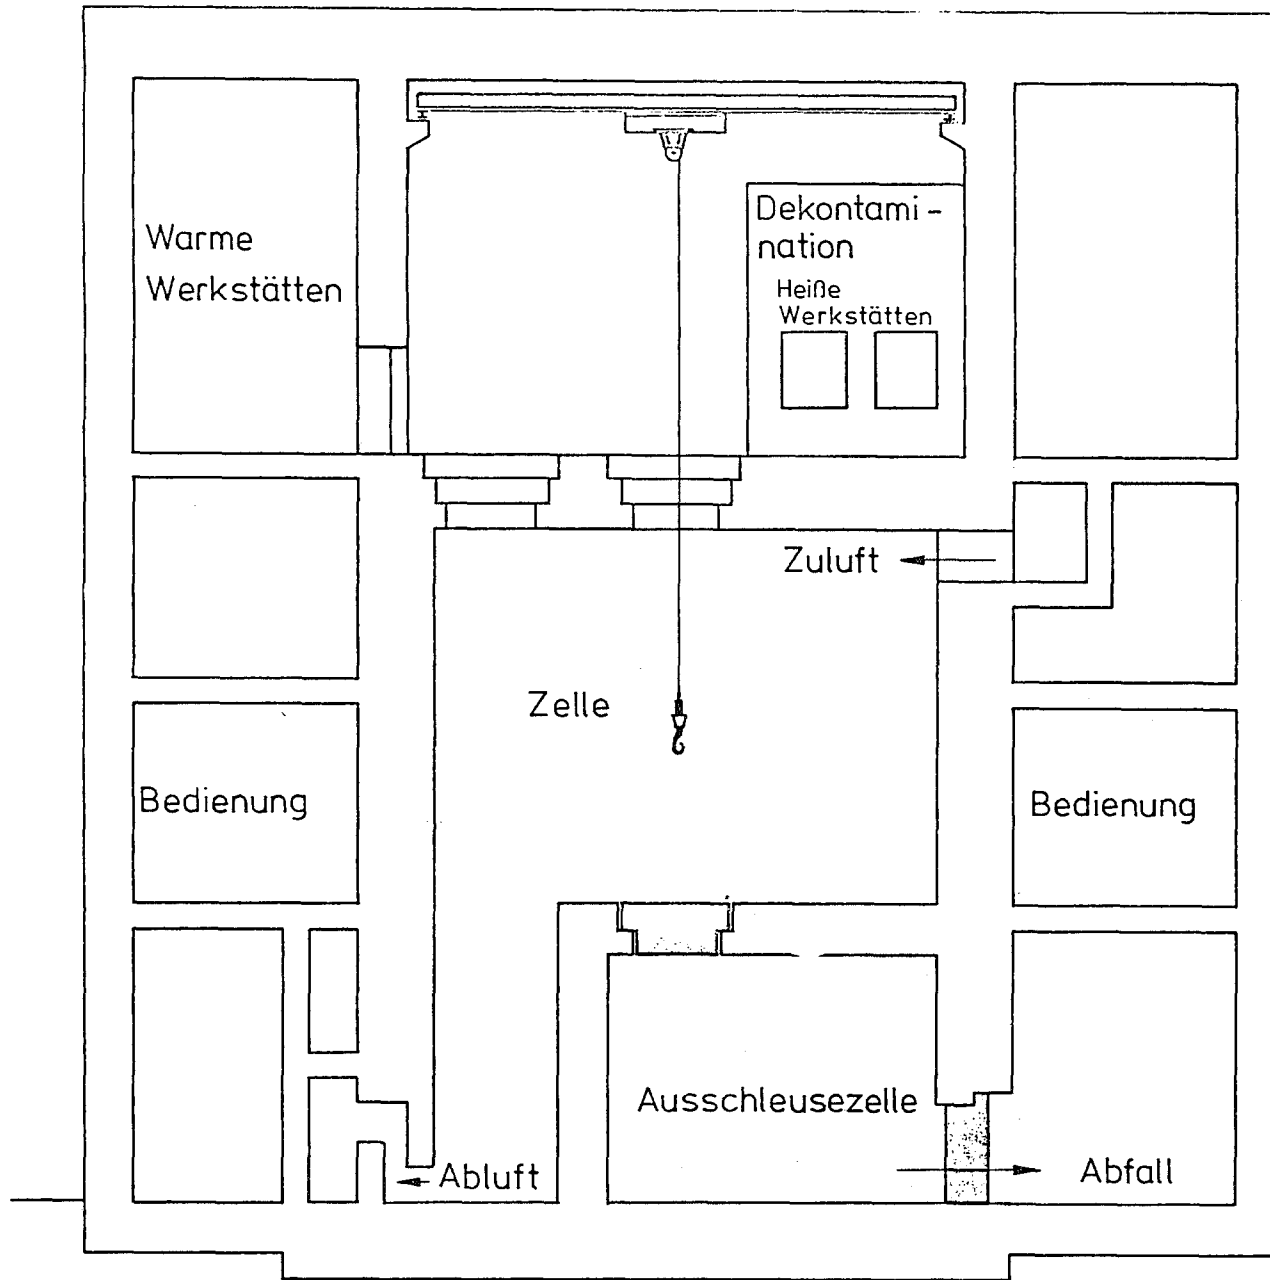 Warme
Werkstätten
Dekontami-
nation
Heiße
Werkstätten
Zuluft
Zelle
Bedienung
Bedienung
Ausschleusezelle
Abluft
Abfall